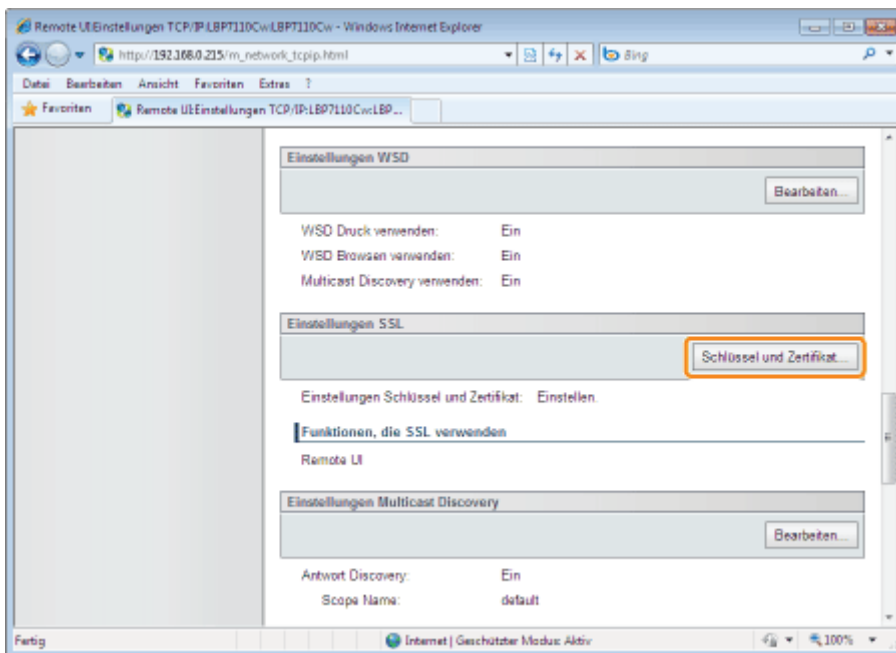 Remote UI:Einstellungen TCP/IP:LBP7110Cw:LBP7110Cw - Windows Internet Explorer
http://192.168.0.215/m_network_tcpip.html
Bing
Datei Bearbeiten Ansicht Favoriten Extras ?
Favoriten Remote UI:Einstellungen TCP/IP:LBP7110Cw:LBP...
Einstellungen WSD
Bearbeiten...
WSD Druck verwenden: Ein
WSD Browsen verwenden: Ein
Multicast Discovery verwenden: Ein
Einstellungen SSL
Schlüssel und Zertifikat...
Einstellungen Schlüssel und Zertifikat: Einstellen.
Funktionen, die SSL verwenden
Remote UI
Einstellungen Multicast Discovery
Bearbeiten...
Antwort Discovery: Ein
Scope Name: default
Fertig Internet | Geschützter Modus: Aktiv 100%